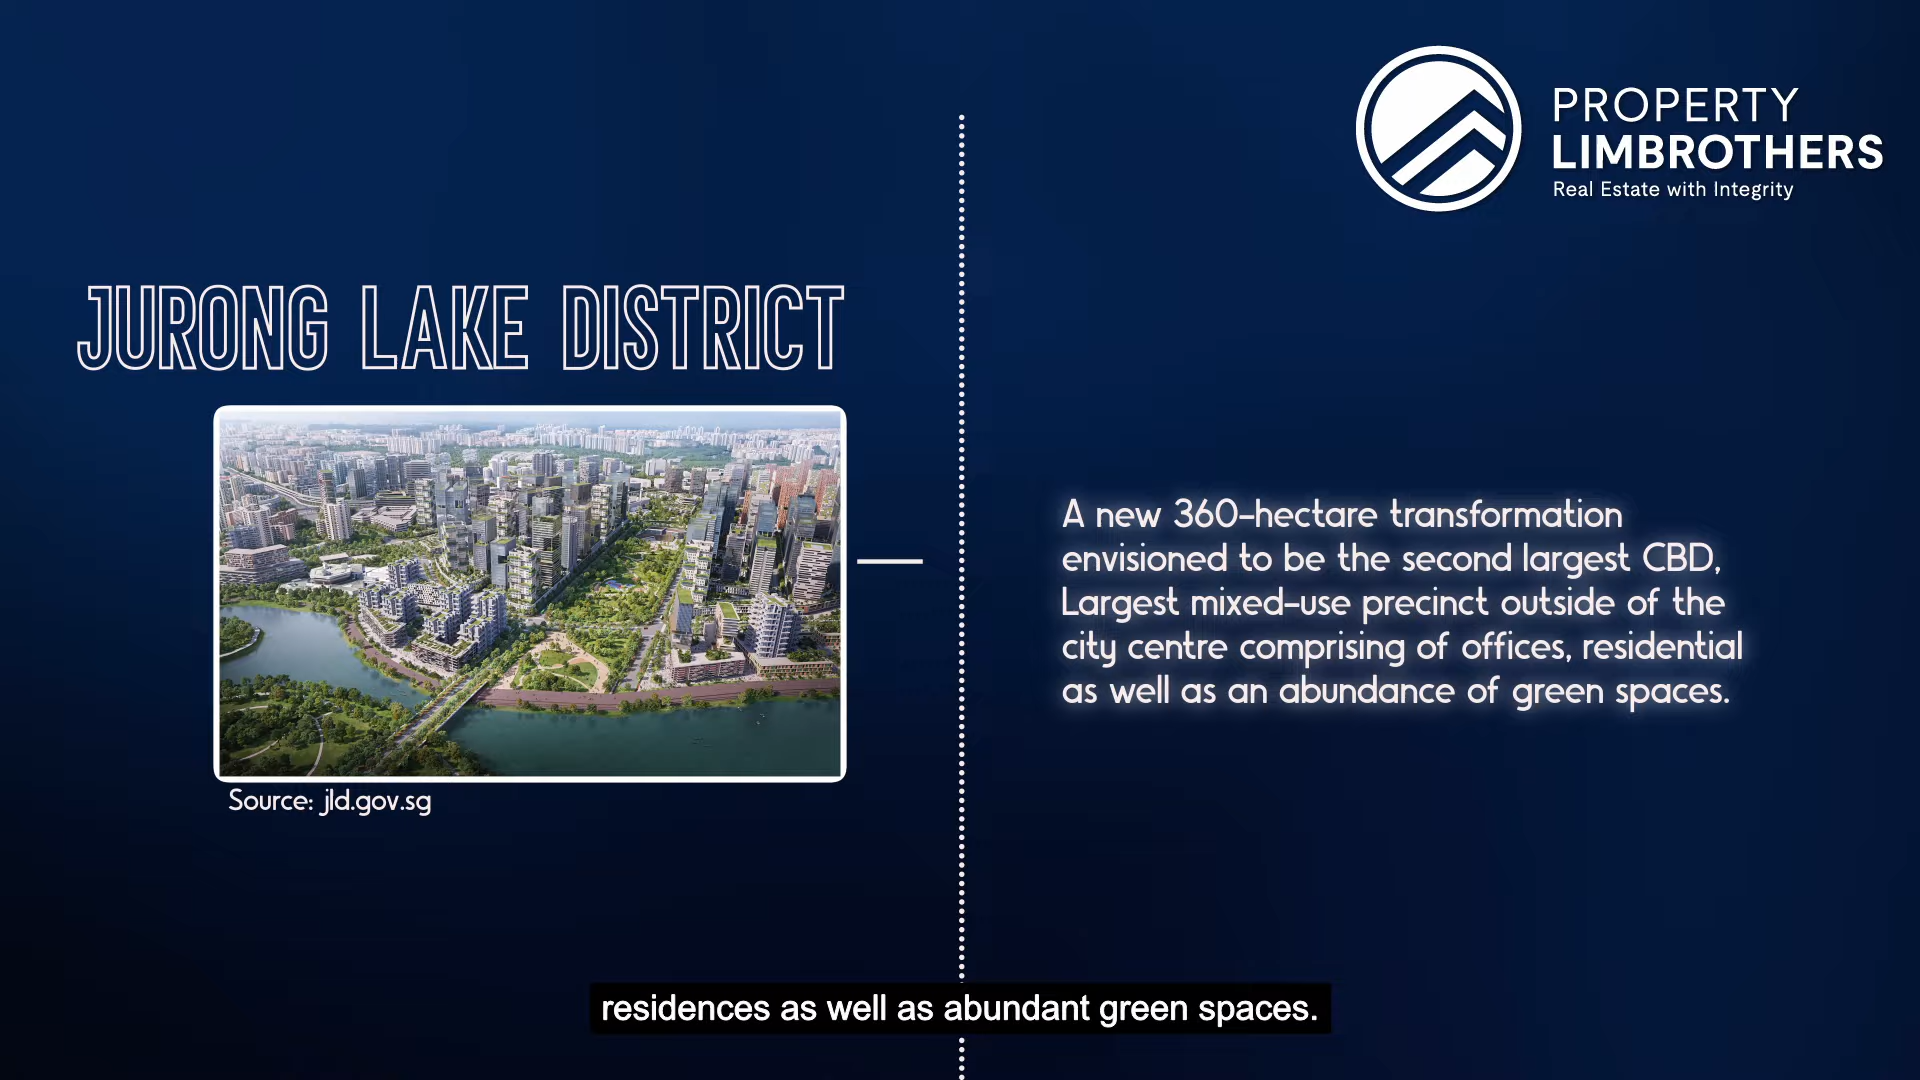 PROPERTY
LIMBROTHERS
Real Estate with Integrity
JURONG LAKE DISTRICT
Source: jld.gov.sg
A new 360-hectare transformation
envisioned to be the second largest CBD,
Largest mixed-use precinct outside of the
city centre comprising of offices, residential
as well as an abundance of green spaces.
residences as well as abundant green spaces.